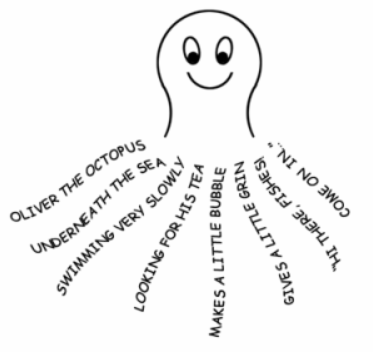 OLIVER THE OCTOPUS
UNDERNEATH THE SEA
SWIMMING VERY SLOWLY
LOOKING FOR HIS TEA
MAKES A LITTLE BUBBLE
GIVES A LITTLE GRIN
"HI THERE, FISHES!
COME ON IN..."